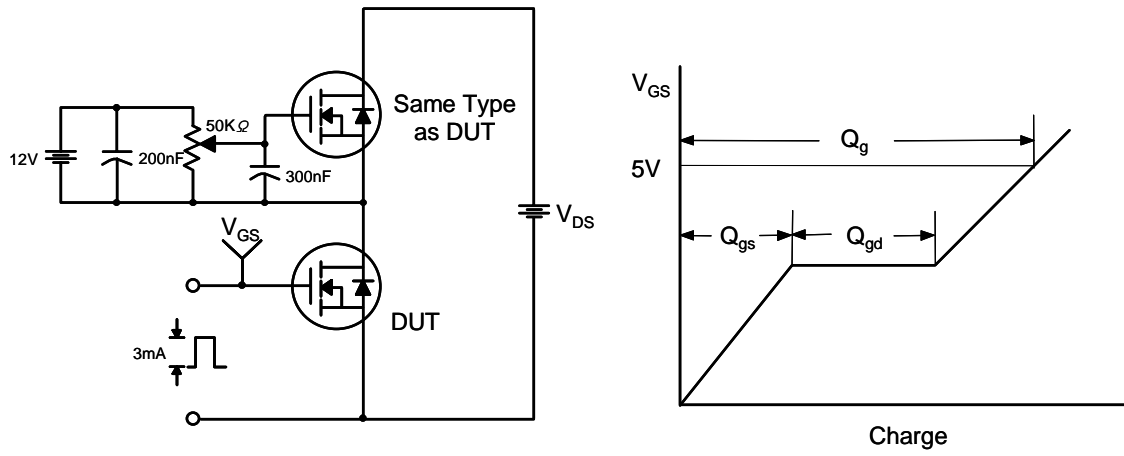 12V
200nF
50KΩ
300nF
Same Type
as DUT
V_GS
DUT
3mA
V_DS
V_GS
5V
Q_g
Q_gs
Q_gd
Charge